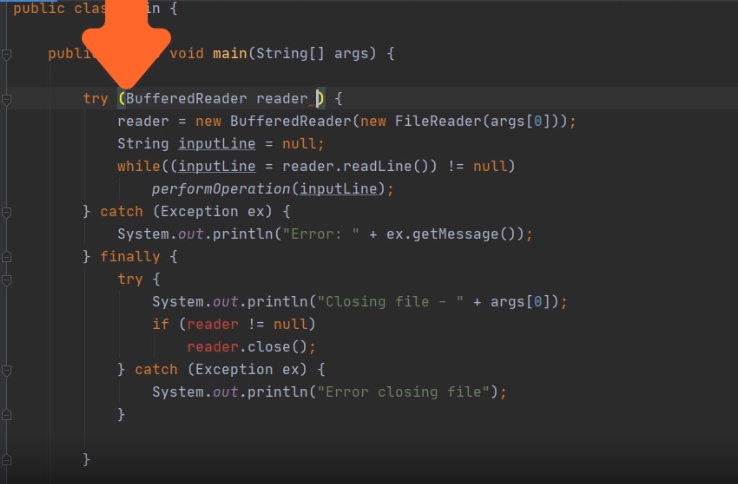 public class in {
publi void main(String[] args) {
try (BufferedReader reader ) {
reader = new BufferedReader(new FileReader(args[0]));
String inputLine = null;
while((inputLine = reader.readLine()) != null)
performOperation(inputLine);
} catch (Exception ex) {
System.out.println("Error: " + ex.getMessage());
} finally {
try {
System.out.println("Closing file - " + args[0]);
if (reader != null)
reader.close();
} catch (Exception ex) {
System.out.println("Error closing file");
}
}